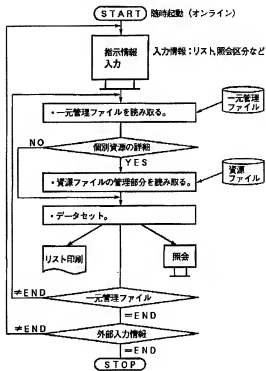 START 随時起動（オンライン）
指示情報
入力
入力情報：リスト，照会区分など
・一元管理ファイルを読み取る。
一元管理
ファイル
NO
個別資源の詳細
YES
・資源ファイルの管理部分を読み取る。
資源
ファイル
・データセット。
リスト印刷
照会
≠END
一元管理ファイル
＝END
≠END
外部入力情報
＝END
STOP